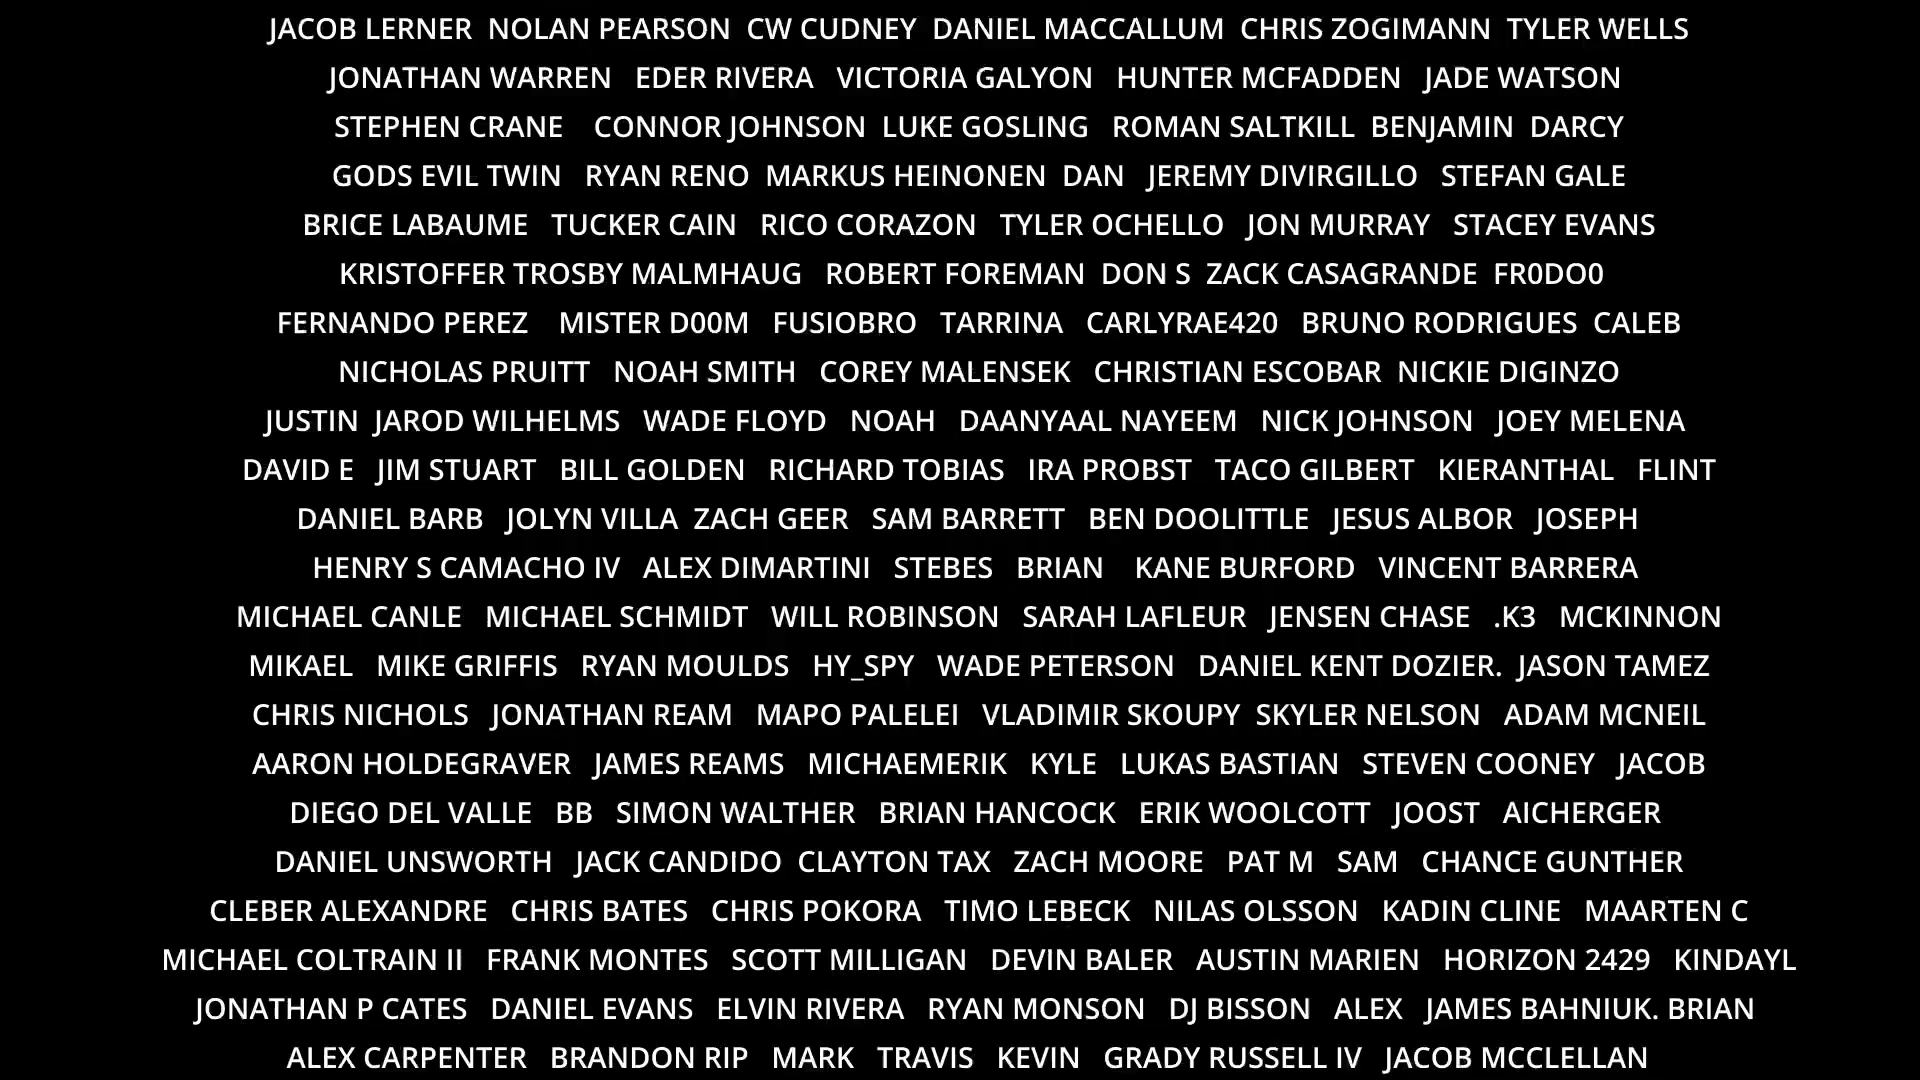 JACOB LERNER  NOLAN PEARSON  CW CUDNEY  DANIEL MACCALLUM  CHRIS ZOGIMANN  TYLER WELLS
JONATHAN WARREN  EDER RIVERA  VICTORIA GALYON  HUNTER MCFADDEN  JADE WATSON
STEPHEN CRANE  CONNOR JOHNSON  LUKE GOSLING  ROMAN SALTKILL  BENJAMIN  DARCY
GODS EVIL TWIN  RYAN RENO  MARKUS HEINONEN  DAN  JEREMY DIVIRGILLO  STEFAN GALE
BRICE LABAUME  TUCKER CAIN  RICO CORAZON  TYLER OCHELLO  JON MURRAY  STACEY EVANS
KRISTOFFER TROSBY MALMHAUG  ROBERT FOREMAN  DON S  ZACK CASAGRANDE  FR0DO0
FERNANDO PEREZ  MISTER D00M  FUSIOBRO  TARRINA  CARLYRAE420  BRUNO RODRIGUES  CALEB
NICHOLAS PRUITT  NOAH SMITH  COREY MALENSEK  CHRISTIAN ESCOBAR  NICKIE DIGINZO
JUSTIN  JAROD WILHELMS  WADE FLOYD  NOAH  DAANYAAL NAYEEM  NICK JOHNSON  JOEY MELENA
DAVID E  JIM STUART  BILL GOLDEN  RICHARD TOBIAS  IRA PROBST  TACO GILBERT  KIERANTHAL  FLINT
DANIEL BARB  JOLYN VILLA  ZACH GEER  SAM BARRETT  BEN DOOLITTLE  JESUS ALBOR  JOSEPH
HENRY S CAMACHO IV  ALEX DIMARTINI  STEBES  BRIAN  KANE BURFORD  VINCENT BARRERA
MICHAEL CANLE  MICHAEL SCHMIDT  WILL ROBINSON  SARAH LAFLEUR  JENSEN CHASE  .K3  MCKINNON
MIKAEL  MIKE GRIFFIS  RYAN MOULDS  HY_SPY  WADE PETERSON  DANIEL KENT DOZIER.  JASON TAMEZ
CHRIS NICHOLS  JONATHAN REAM  MAPO PALELEI  VLADIMIR SKOUPY  SKYLER NELSON  ADAM MCNEIL
AARON HOLDEGRAVER  JAMES REAMS  MICHAEMERIK  KYLE  LUKAS BASTIAN  STEVEN COONEY  JACOB
DIEGO DEL VALLE  BB  SIMON WALTHER  BRIAN HANCOCK  ERIK WOOLCOTT  JOOST  AICHERGER
DANIEL UNSWORTH  JACK CANDIDO  CLAYTON TAX  ZACH MOORE  PAT M  SAM  CHANCE GUNTHER
CLEBER ALEXANDRE  CHRIS BATES  CHRIS POKORA  TIMO LEBECK  NILAS OLSSON  KADIN CLINE  MAARTEN C
MICHAEL COLTRAIN II  FRANK MONTES  SCOTT MILLIGAN  DEVIN BALER  AUSTIN MARIEN  HORIZON 2429  KINDAYL
JONATHAN P CATES  DANIEL EVANS  ELVIN RIVERA  RYAN MONSON  DJ BISSON  ALEX  JAMES BAHNIUK. BRIAN
ALEX CARPENTER  BRANDON RIP  MARK  TRAVIS  KEVIN  GRADY RUSSELL IV  JACOB MCCLELLAN